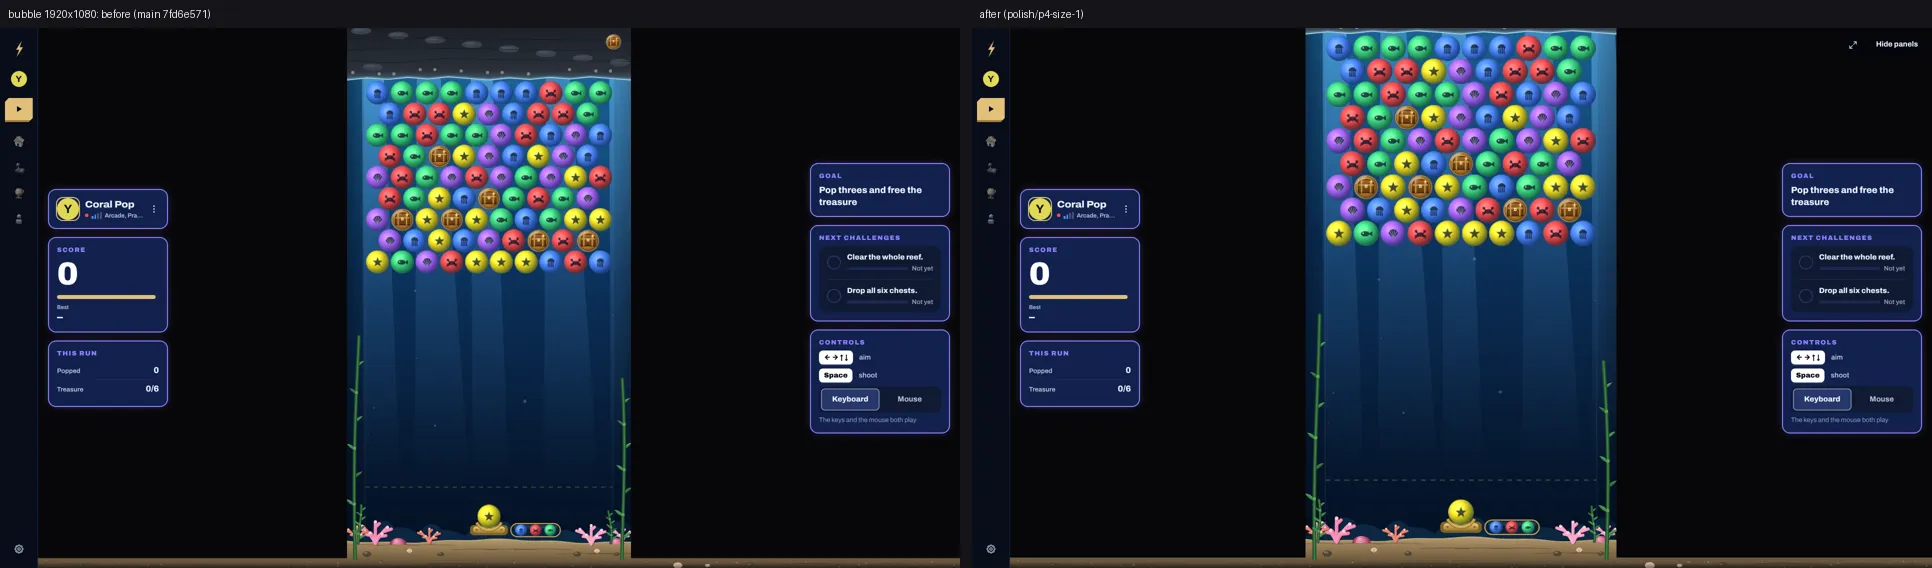 bubble 1920x1080: before (main 7fd6e571)
Y
Y
Coral Pop
Arcade, Pra...
SCORE
0
Best
–
THIS RUN
Popped 0
Treasure 0/6
GOAL
Pop threes and free the
treasure
NEXT CHALLENGES
Clear the whole reef.
Not yet
Drop all six chests.
Not yet
CONTROLS
←→↑↓ aim
Space shoot
Keyboard Mouse
The keys and the mouse both play
after (polish/p4-size-1)
Hide panels
Y
Y
Coral Pop
Arcade, Pra...
SCORE
0
Best
–
THIS RUN
Popped 0
Treasure 0/6
GOAL
Pop threes and free the
treasure
NEXT CHALLENGES
Clear the whole reef.
Not yet
Drop all six chests.
Not yet
CONTROLS
←→↑↓ aim
Space shoot
Keyboard Mouse
The keys and the mouse both play